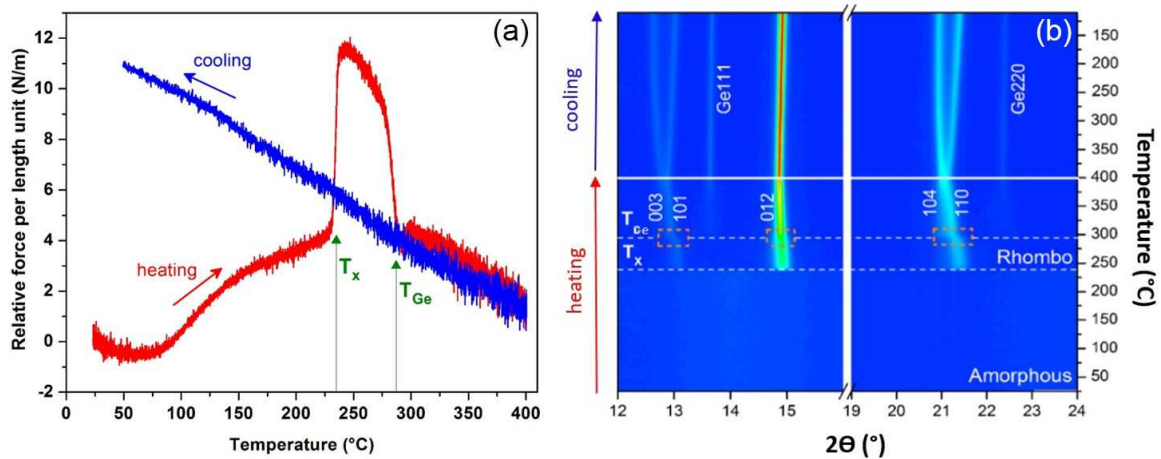 (a)
Relative force per length unit (N/m)
12
10
8
6
4
2
0
-2
cooling
heating
Tx
TGe
0 50 100 150 200 250 300 350 400
Temperature (°C)
(b)
cooling
heating
Ge111
Ge220
003
101
012
104
110
TGe
Tx
Rhombo
Amorphous
150
200
250
300
350
400
350
300
250
200
150
100
50
Temperature (°C)
12 13 14 15 19 20 21 22 23 24
2Θ (°)